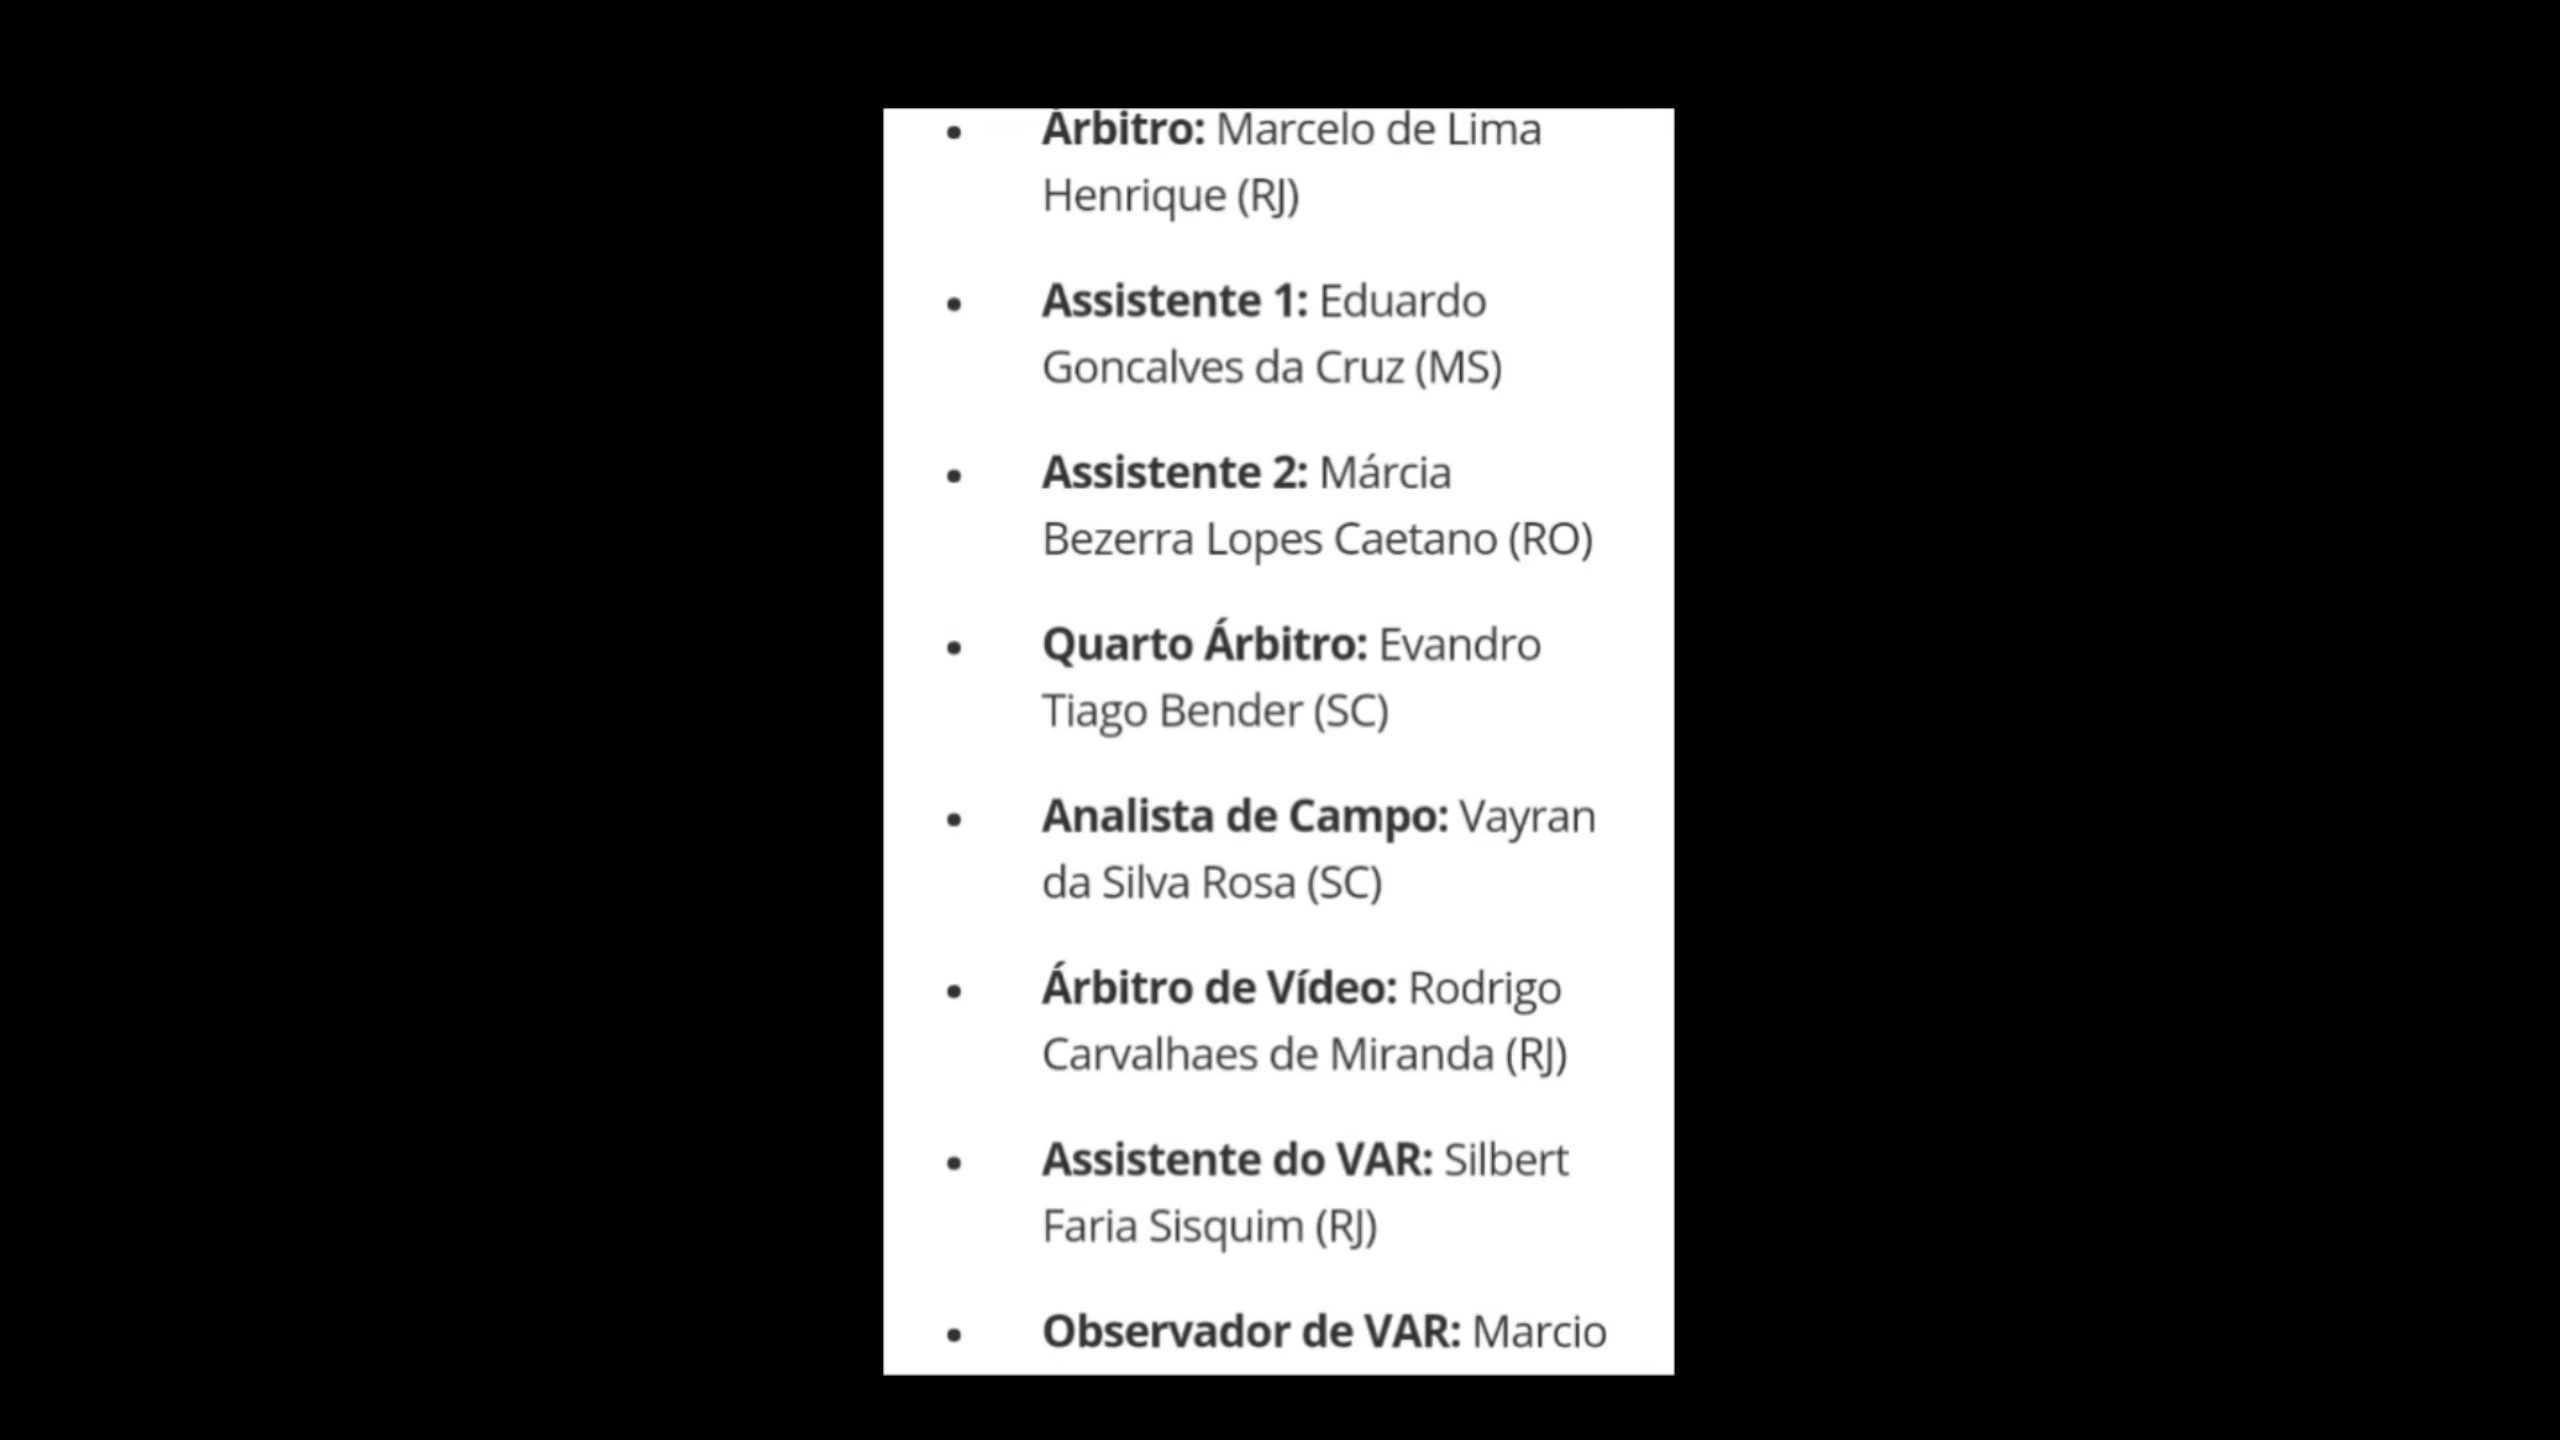 • Árbitro: Marcelo de Lima
Henrique (RJ)
• Assistente 1: Eduardo
Goncalves da Cruz (MS)
• Assistente 2: Márcia
Bezerra Lopes Caetano (RO)
• Quarto Árbitro: Evandro
Tiago Bender (SC)
• Analista de Campo: Vayran
da Silva Rosa (SC)
• Árbitro de Vídeo: Rodrigo
Carvalhaes de Miranda (RJ)
• Assistente do VAR: Silbert
Faria Sisquim (RJ)
• Observador de VAR: Marcio